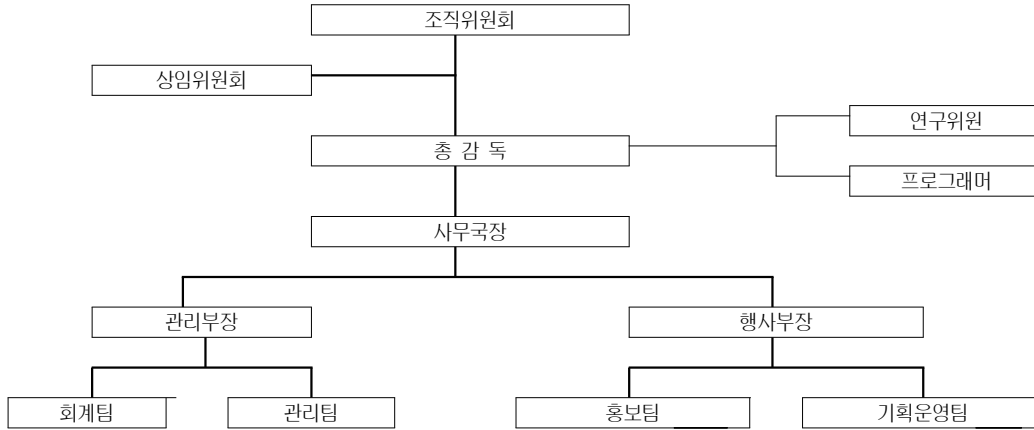 조직위원회
상임위원회
연구위원
총 감 독
프로그래머
사무국장
관리부장
행사부장
회계팀
관리팀
홍보팀
기획운영팀